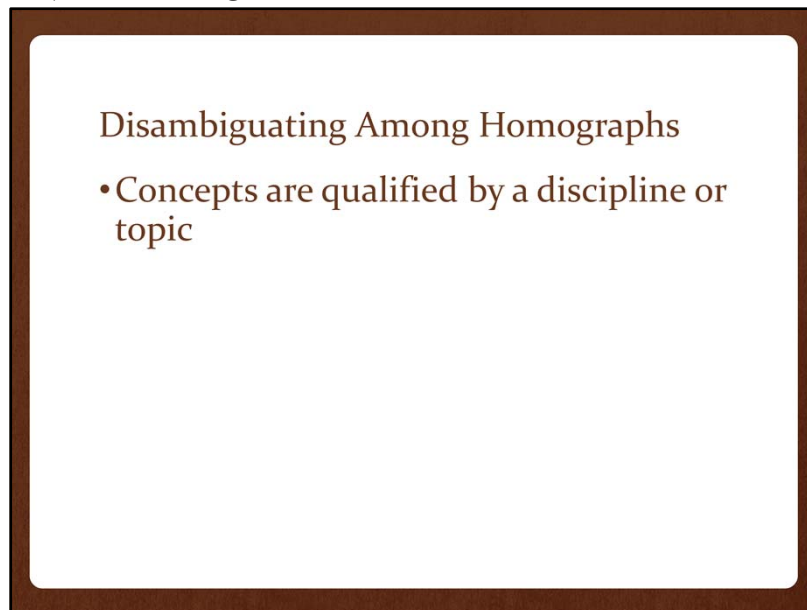 Disambiguating Among Homographs
•Concepts are qualified by a discipline or
topic